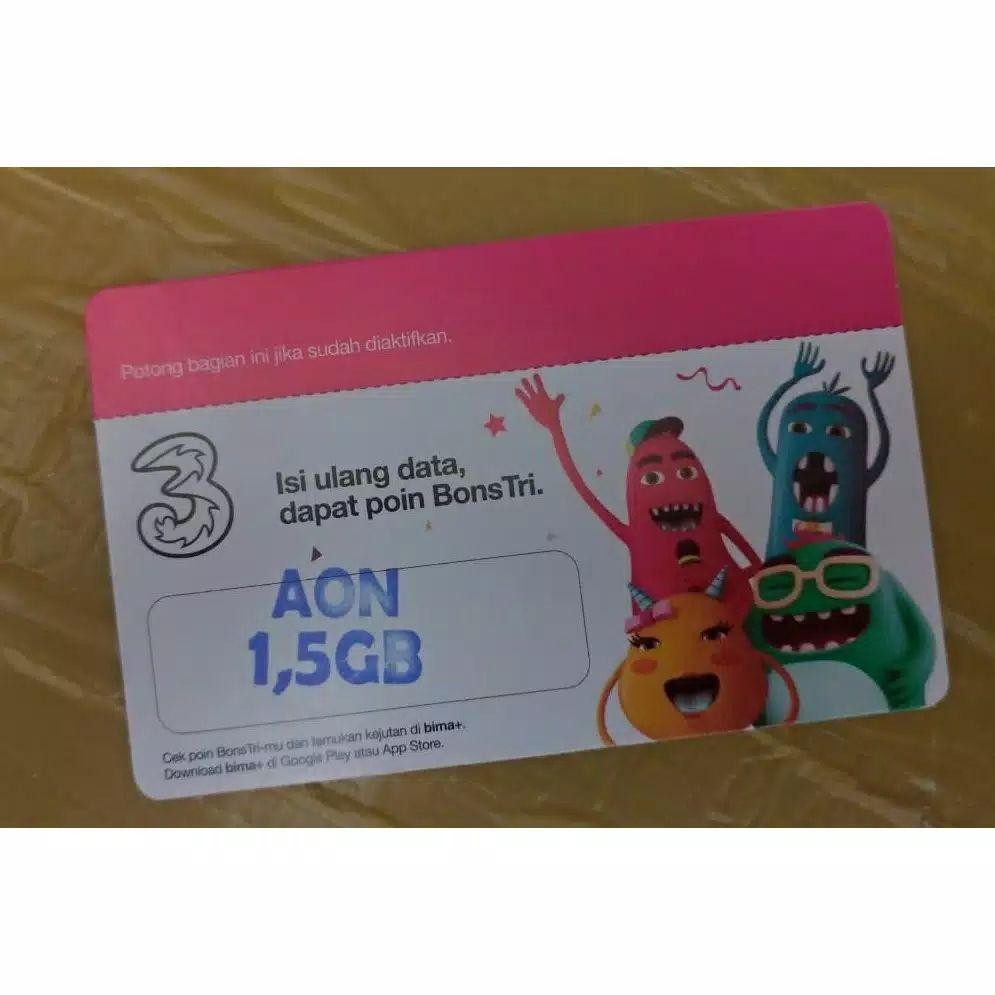 Potong bagian ini jika sudah diaktifkan.
3
Isi ulang data,
dapat poin BonsTri.
AON
1,5GB
Cek poin BonsTri-mu dan temukan kejutan di bima+.
Download bima+ di Google Play atau App Store.